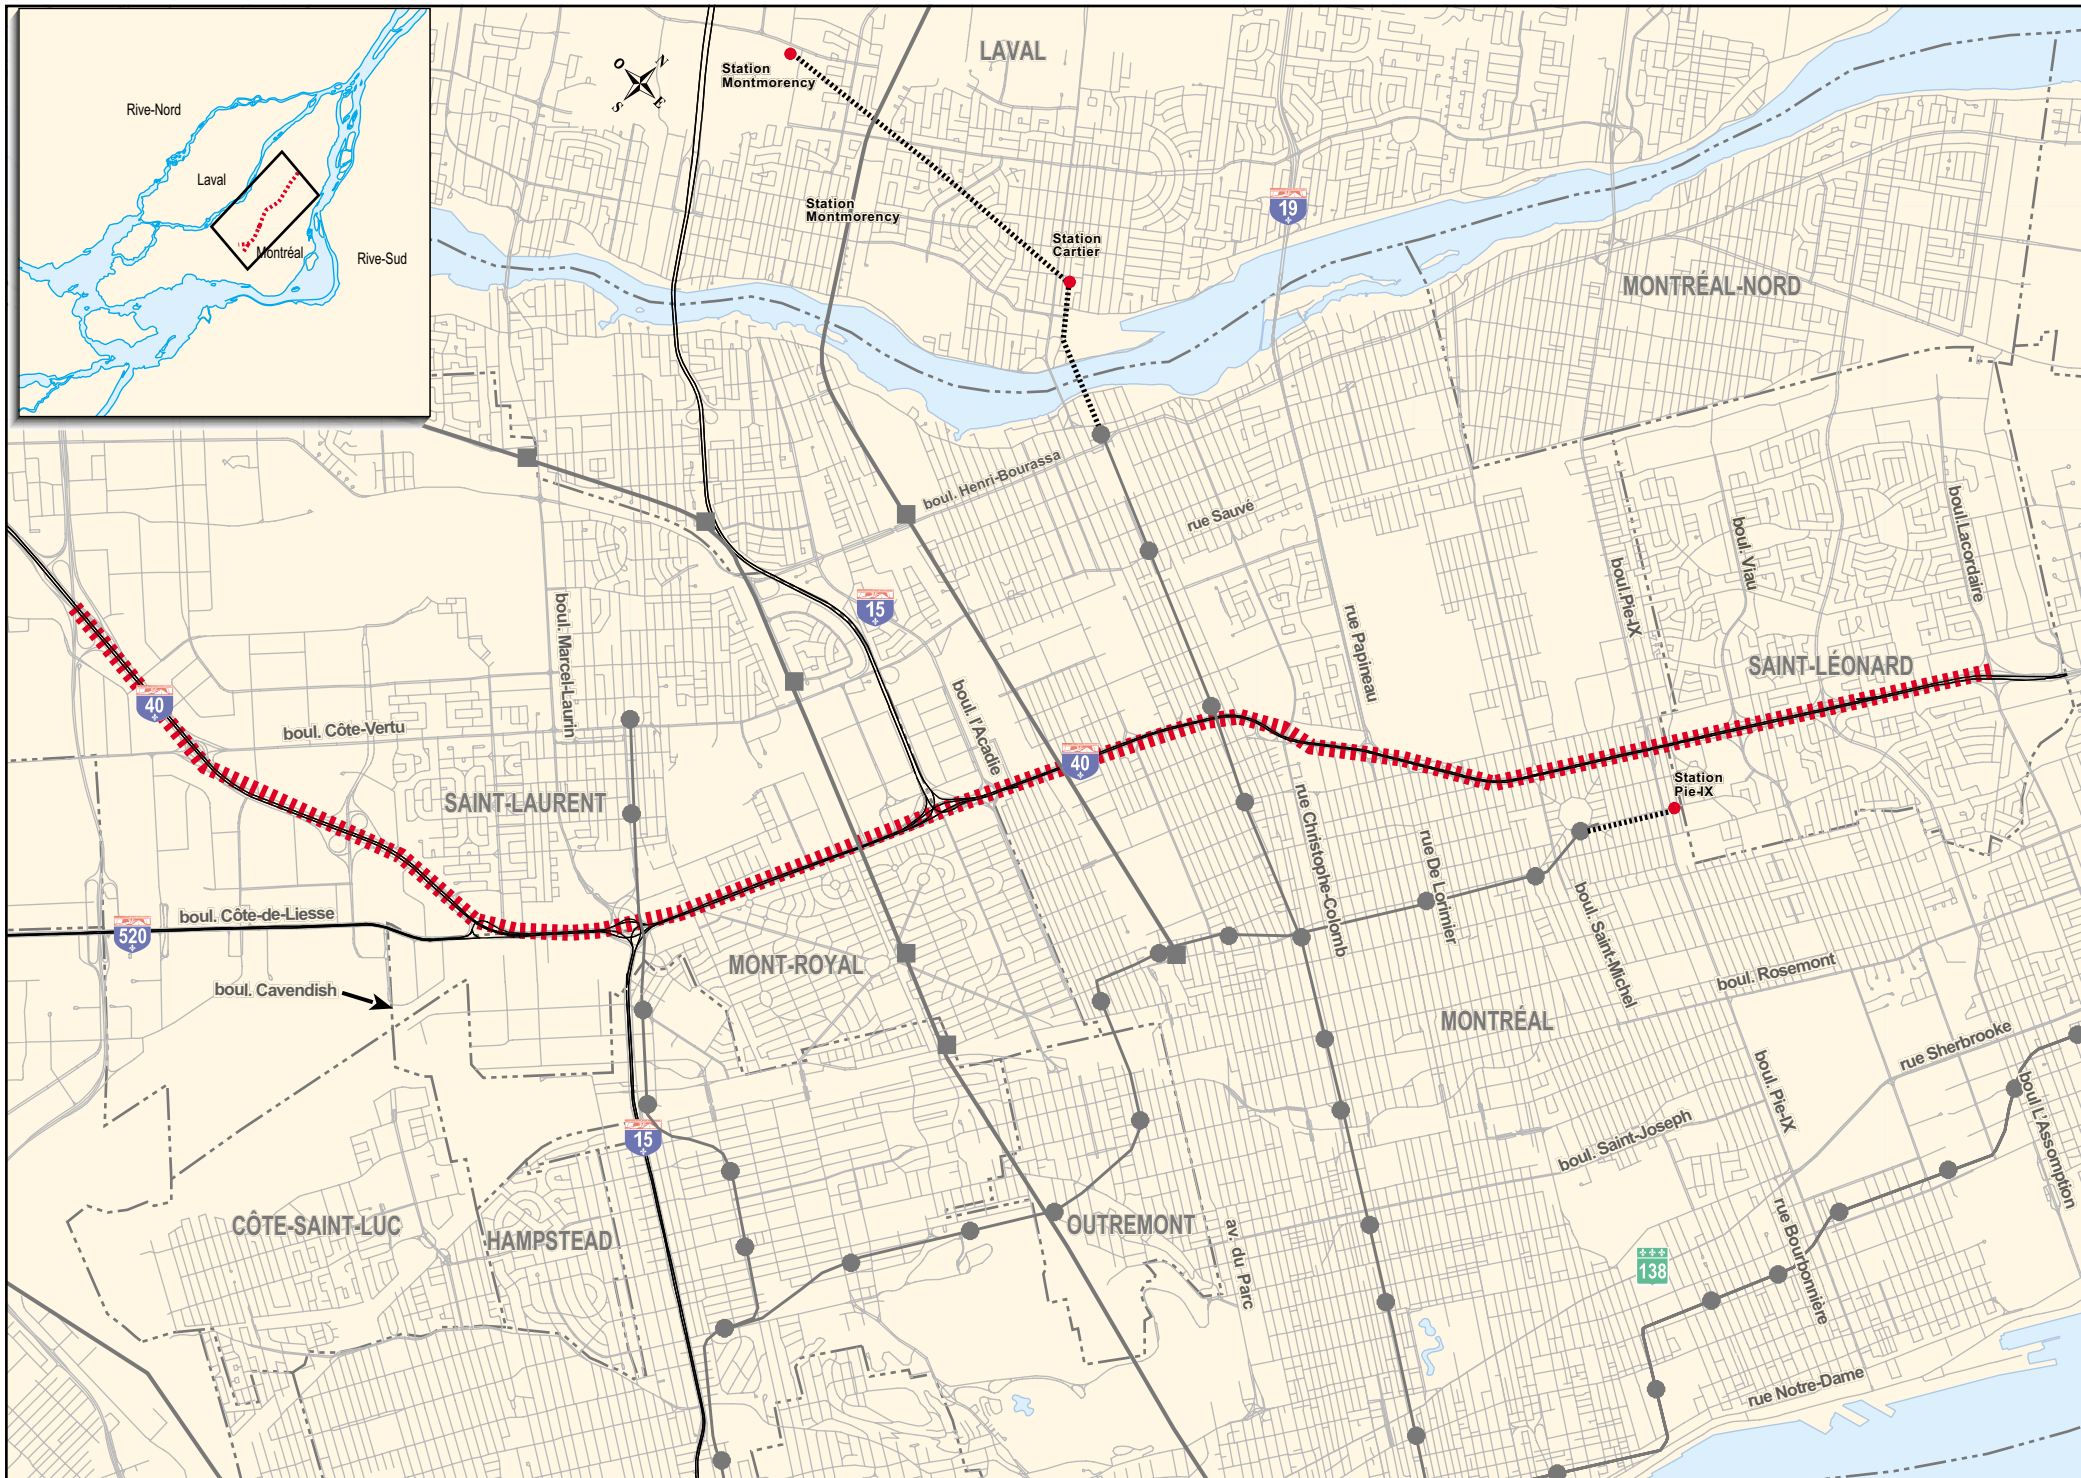 Rive-Nord
Laval
Montréal
Rive-Sud
O
N
S
E
Station
Montmorency
LAVAL
Station
Montmorency
Station
Cartier
19
MONTRÉAL-NORD
boul. Henri-Bourassa
rue Sauvé
boul. Marcel-Laurin
15
boul. l'Acadie
rue Papineau
boul.Pie-IX
boul. Viau
boul.Lacordaire
SAINT-LÉONARD
40
boul. Côte-Vertu
40
SAINT-LAURENT
Station
Pie-IX
rue Christophe-Colomb
rue De Lorimier
boul. Saint-Michel
boul. Côte-de-Liesse
520
boul. Cavendish
MONT-ROYAL
boul. Rosemont
MONTRÉAL
rue Sherbrooke
boul. Pie-IX
boul L'Assomption
15
boul. Saint-Joseph
CÔTE-SAINT-LUC
HAMPSTEAD
OUTREMONT
av. du Parc
138
rue Bourbonnière
rue Notre-Dame